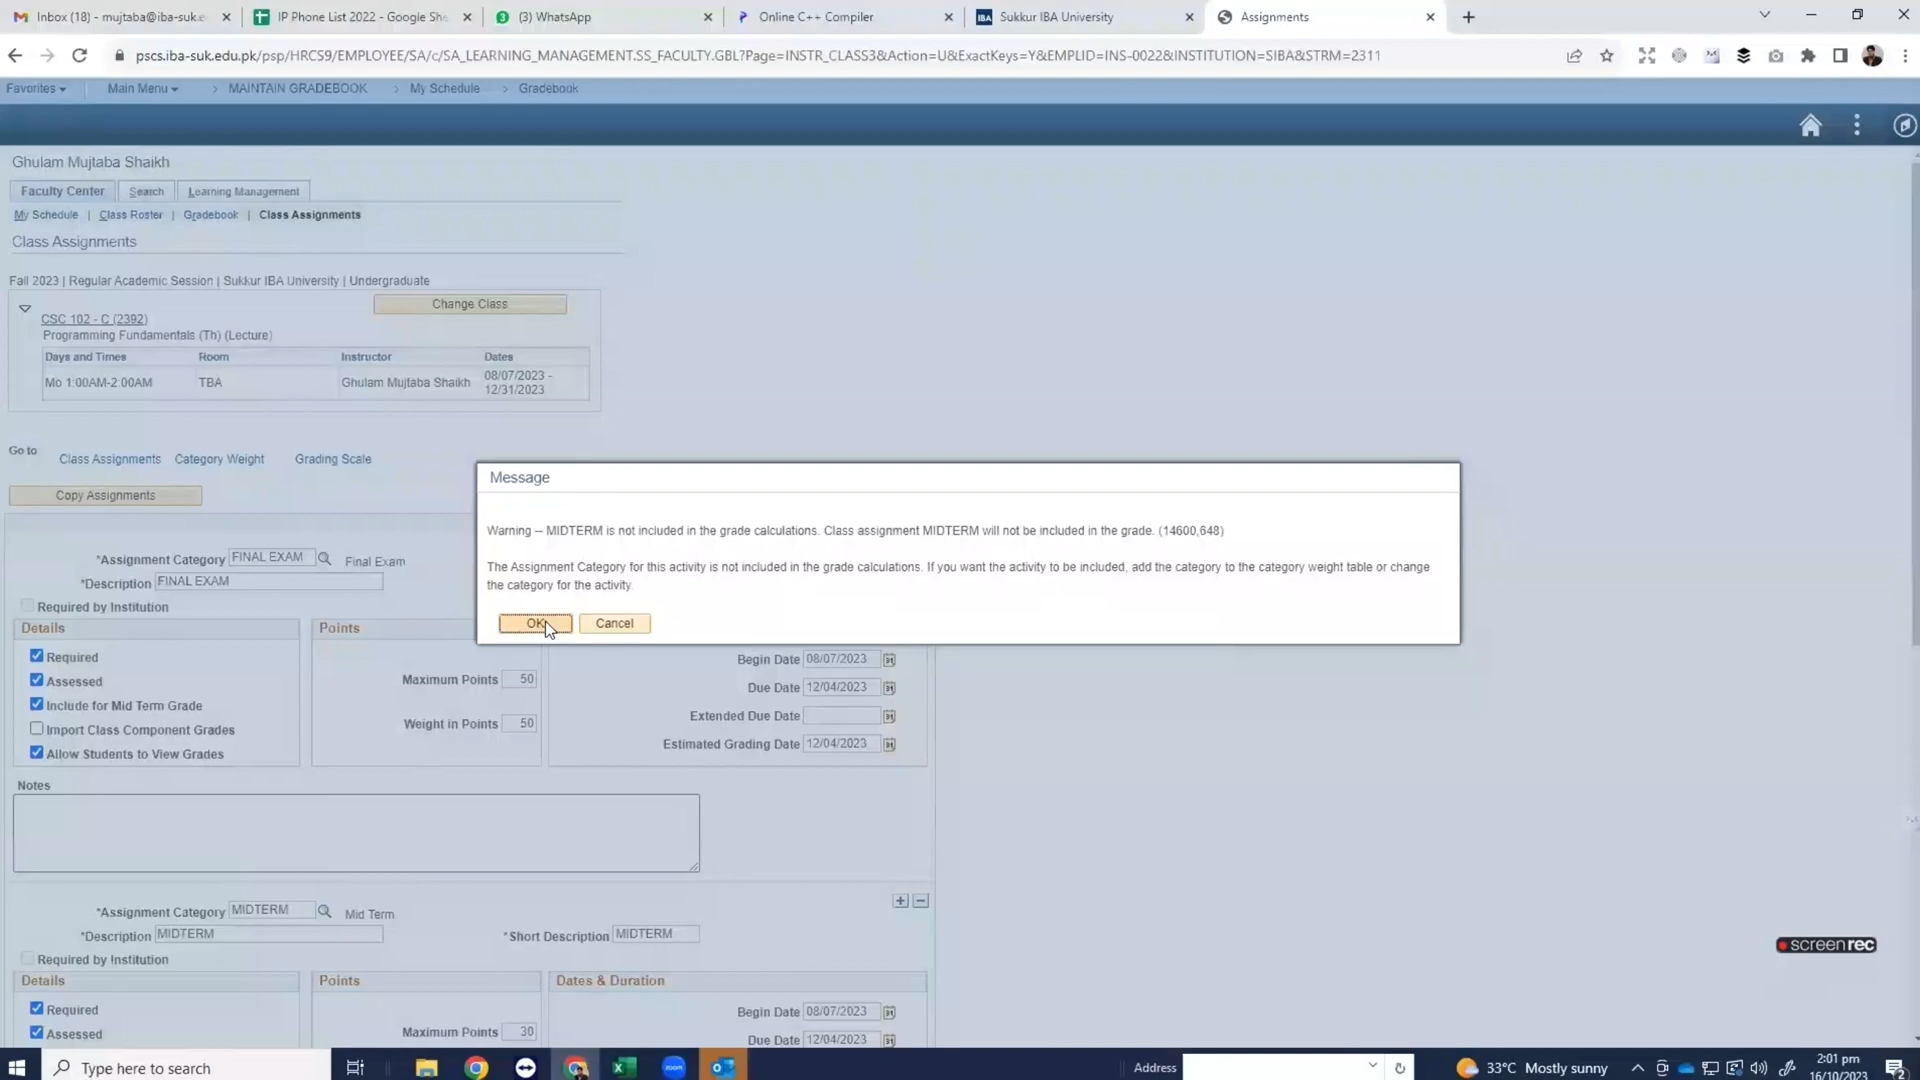 Inbox (18) - mujtaba@iba-suk.e
IP Phone List 2022 - Google She
(3) WhatsApp
Online C++ Compiler
IBA Sukkur IBA University
Assignments
pscs.iba-suk.edu.pk/psp/HRCS9/EMPLOYEE/SA/c/SA_LEARNING_MANAGEMENT.SS_FACULTY.GBL?Page=INSTR_CLASS3&Action=U&ExactKeys=Y&EMPLID=INS-0022&INSTITUTION=SIBA&STRM=2311
Favorites Main Menu > MAINTAIN GRADEBOOK > My Schedule > Gradebook
Ghulam Mujtaba Shaikh
Faculty Center Search Learning Management
My Schedule | Class Roster | Gradebook | Class Assignments
Class Assignments
Fall 2023 | Regular Academic Session | Sukkur IBA University | Undergraduate
Change Class
CSC 102 - C (2392)
Programming Fundamentals (Th) (Lecture)
Days and Times Room Instructor Dates
Mo 1:00AM-2:00AM TBA Ghulam Mujtaba Shaikh 08/07/2023 -
12/31/2023
Go to Class Assignments Category Weight Grading Scale
Copy Assignments
Message
Warning -- MIDTERM is not included in the grade calculations. Class assignment MIDTERM will not be included in the grade. (14600,648)
The Assignment Category for this activity is not included in the grade calculations. If you want the activity to be included, add the category to the category weight table or change
the category for the activity.
OK Cancel
*Assignment Category FINAL EXAM Final Exam
*Description FINAL EXAM
Required by Institution
Details Points
Required
Assessed
Include for Mid Term Grade
Import Class Component Grades
Allow Students to View Grades
Maximum Points 50
Weight in Points 50
Begin Date 08/07/2023
Due Date 12/04/2023
Extended Due Date
Estimated Grading Date 12/04/2023
Notes
*Assignment Category MIDTERM Mid Term
*Description MIDTERM *Short Description MIDTERM
Required by Institution
Details Points Dates & Duration
Required
Assessed
Maximum Points 30
Begin Date 08/07/2023
Due Date 12/04/2023
screenrec
Type here to search
zoom
Address
33°C Mostly sunny
2:01 pm
16/10/2023
2